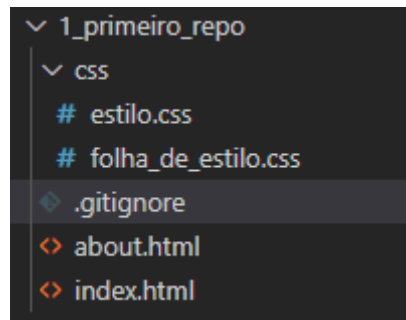 1_primeiro_repo
css
# estilo.css
# folha_de_estilo.css
.gitignore
<> about.html
<> index.html